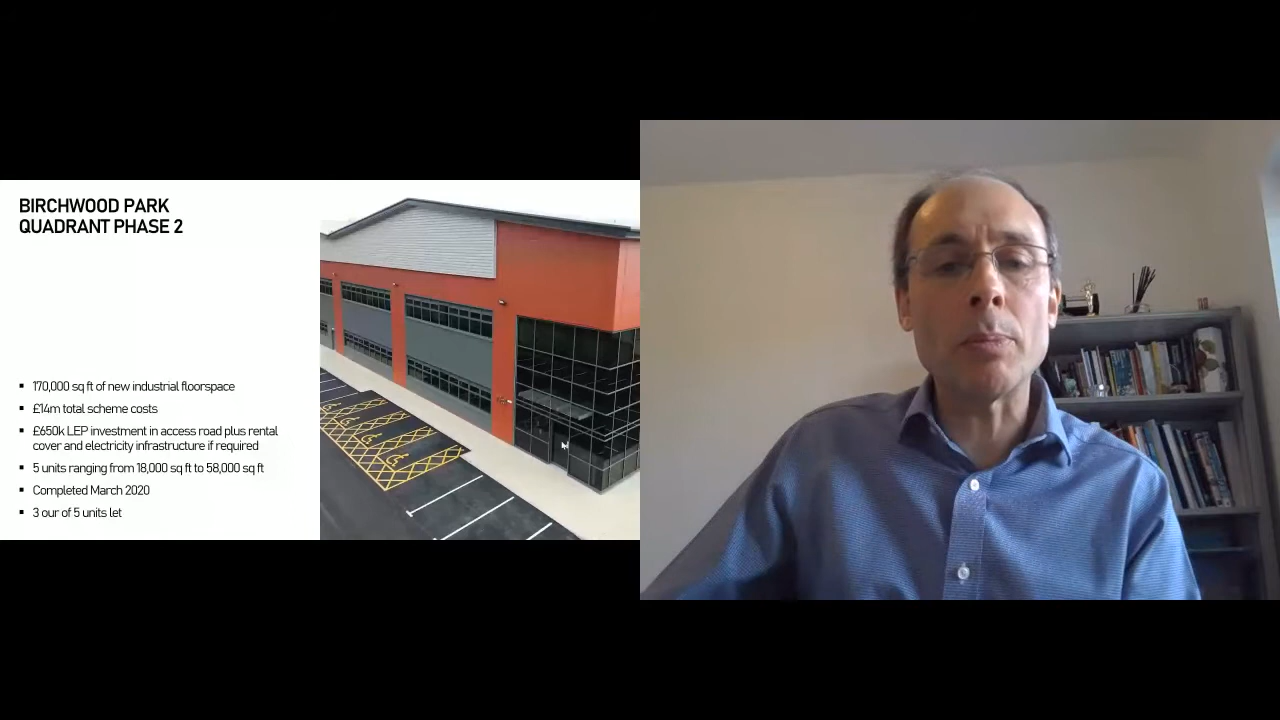 BIRCHWOOD PARK
QUADRANT PHASE 2
▪ 170,000 sq ft of new industrial floorspace
▪ £14m total scheme costs
▪ £650k LEP investment in access road plus rental
cover and electricity infrastructure if required
▪ 5 units ranging from 18,000 sq ft to 58,000 sq ft
▪ Completed March 2020
▪ 3 our of 5 units let